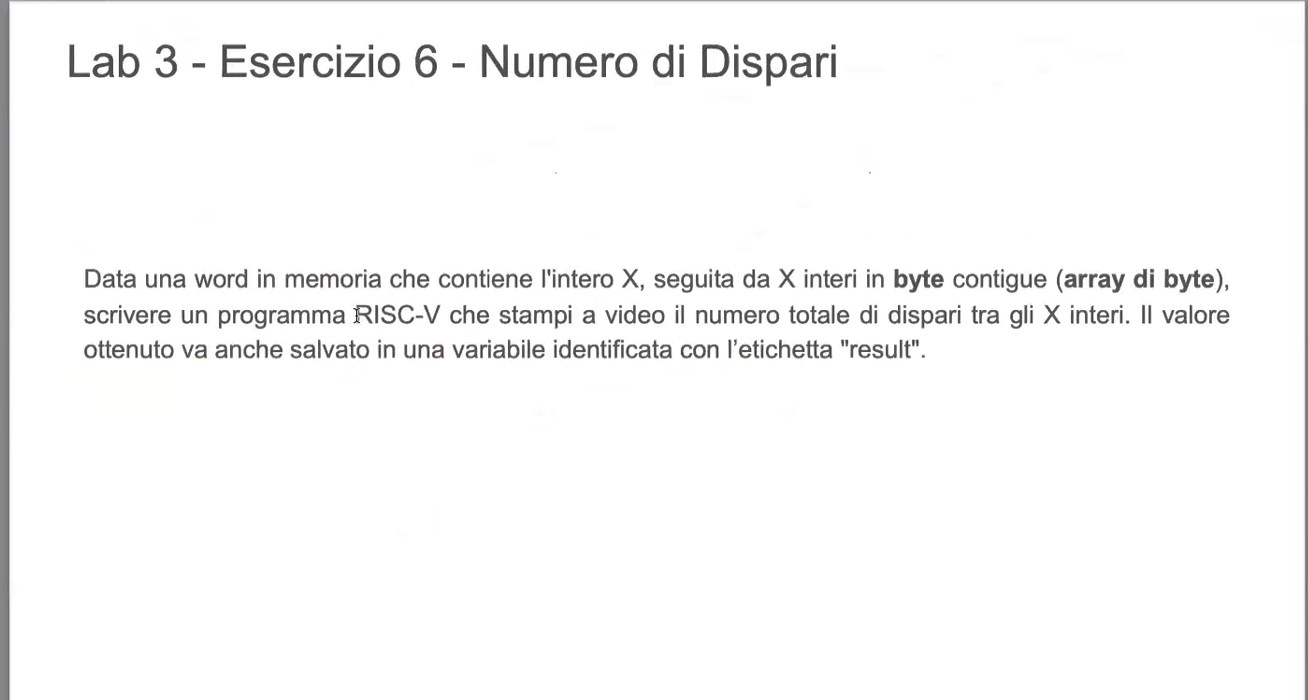 Lab 3 - Esercizio 6 - Numero di Dispari
Data una word in memoria che contiene l'intero X, seguita da X interi in byte contigue (array di byte),
scrivere un programma RISC-V che stampi a video il numero totale di dispari tra gli X interi. Il valore
ottenuto va anche salvato in una variabile identificata con l’etichetta "result".